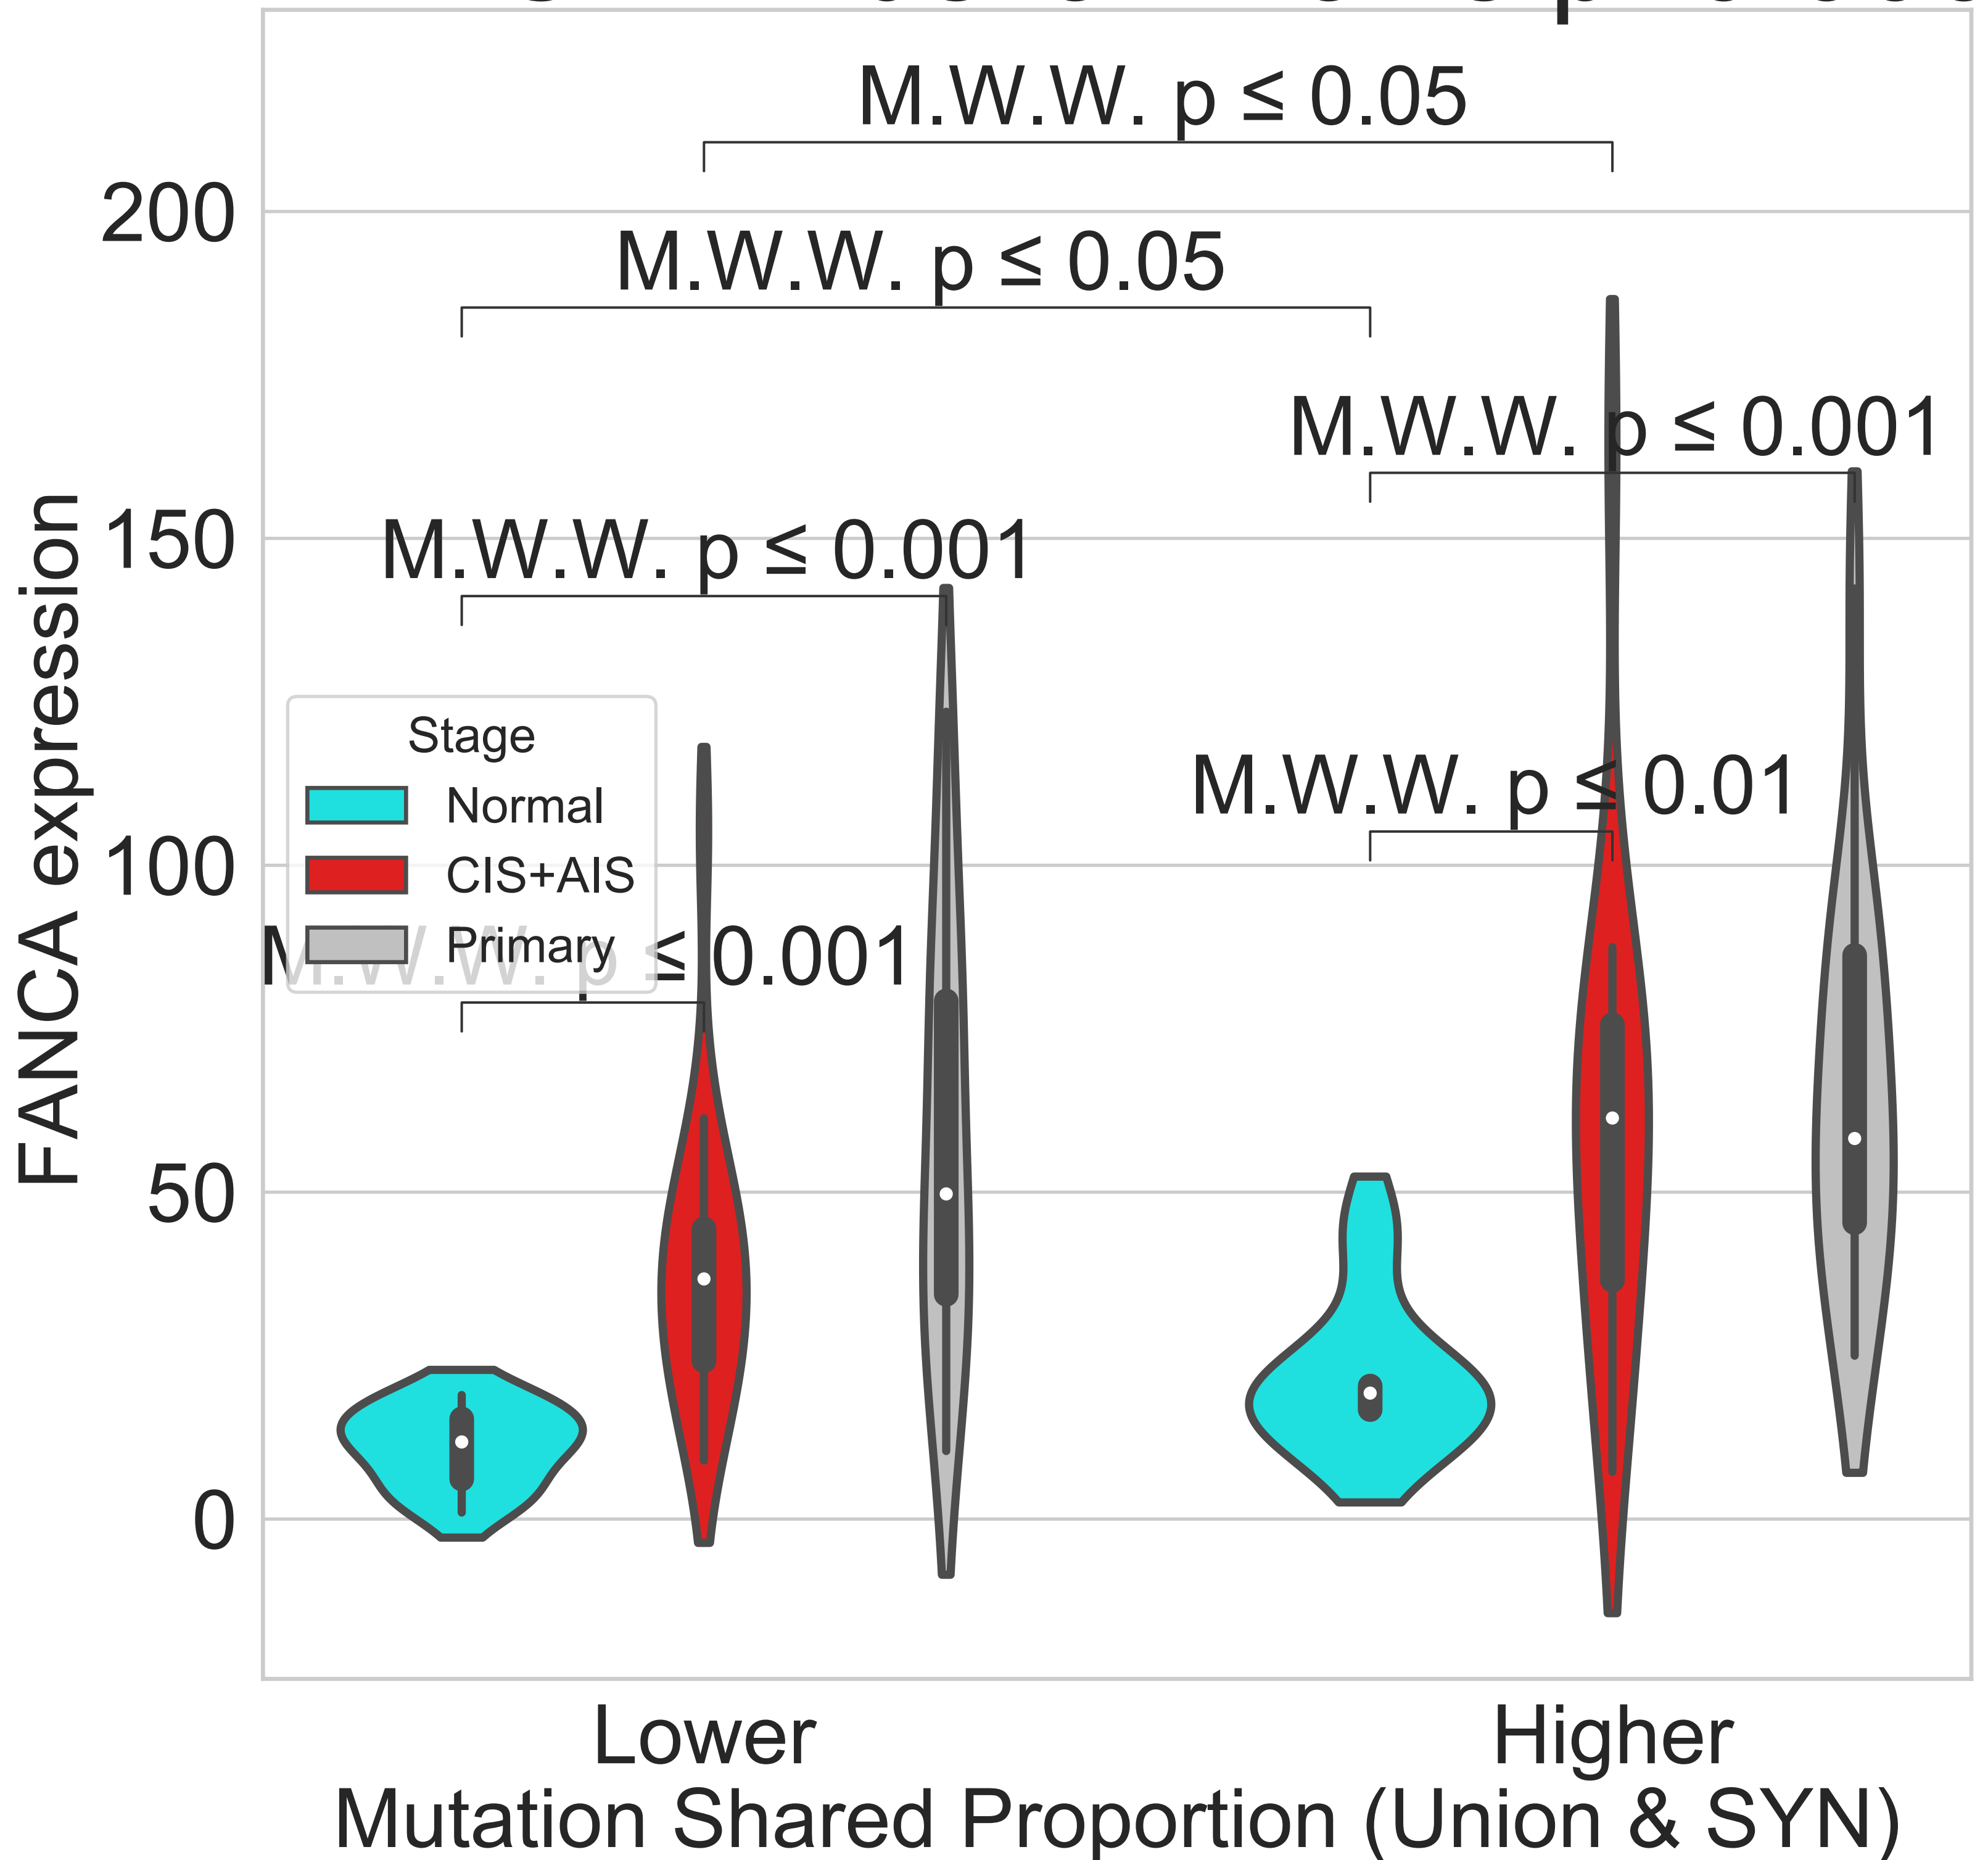 M.W.W. p ≤ 0.05
200
M.W.W. p ≤ 0.05
M.W.W. p ≤ 0.001
150
M.W.W. p ≤ 0.001
FANCA expression
Stage
Normal
CIS+AIS
Primary
M.W.W. p ≤ 0.01
100
M.W.W. p ≤ 0.001
50
0
Lower
Higher
Mutation Shared Proportion (Union & SYN)